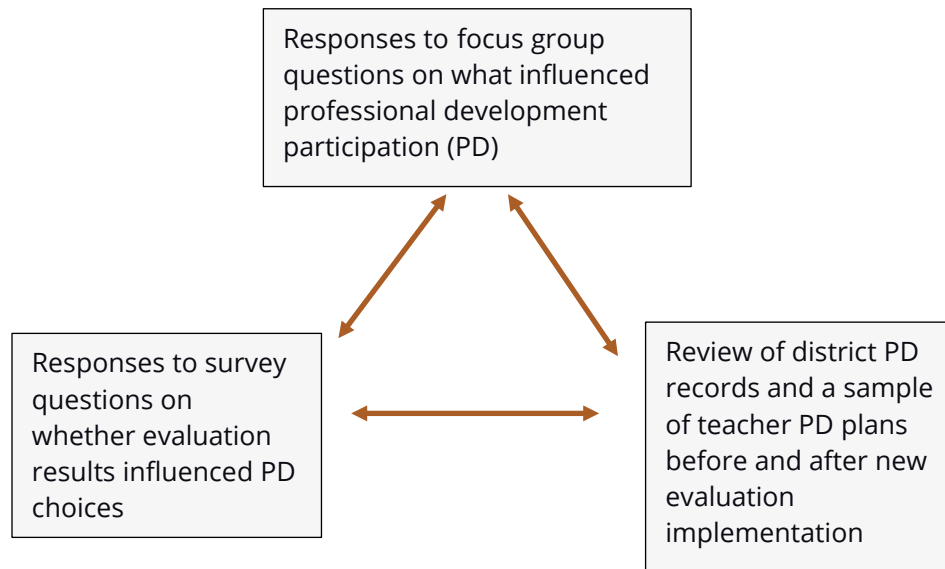 Responses to focus group
questions on what influenced
professional development
participation (PD)
Responses to survey
questions on
whether evaluation
results influenced PD
choices
Review of district PD
records and a sample
of teacher PD plans
before and after new
evaluation
implementation